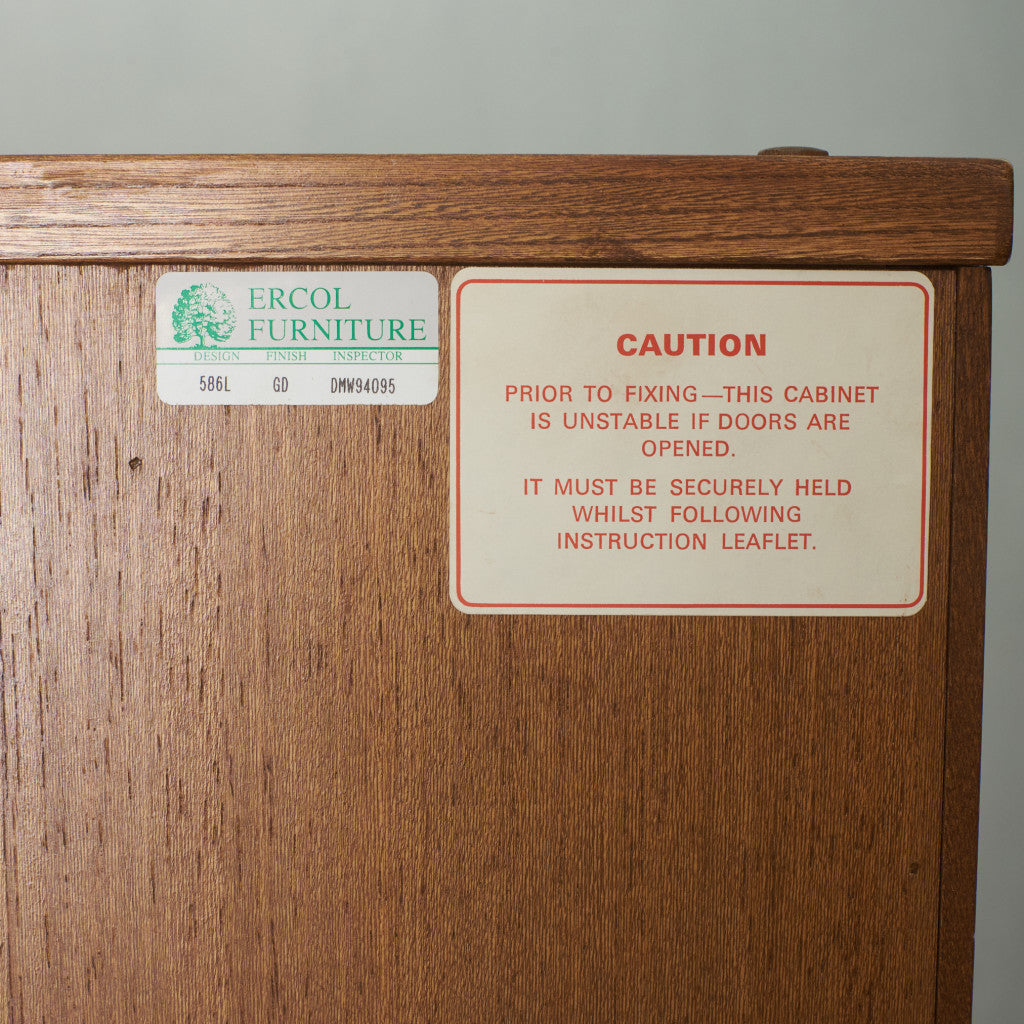 ERCOL
FURNITURE
DESIGN FINISH INSPECTOR
586L GD DMW94095
CAUTION
PRIOR TO FIXING—THIS CABINET
IS UNSTABLE IF DOORS ARE
OPENED.
IT MUST BE SECURELY HELD
WHILST FOLLOWING
INSTRUCTION LEAFLET.